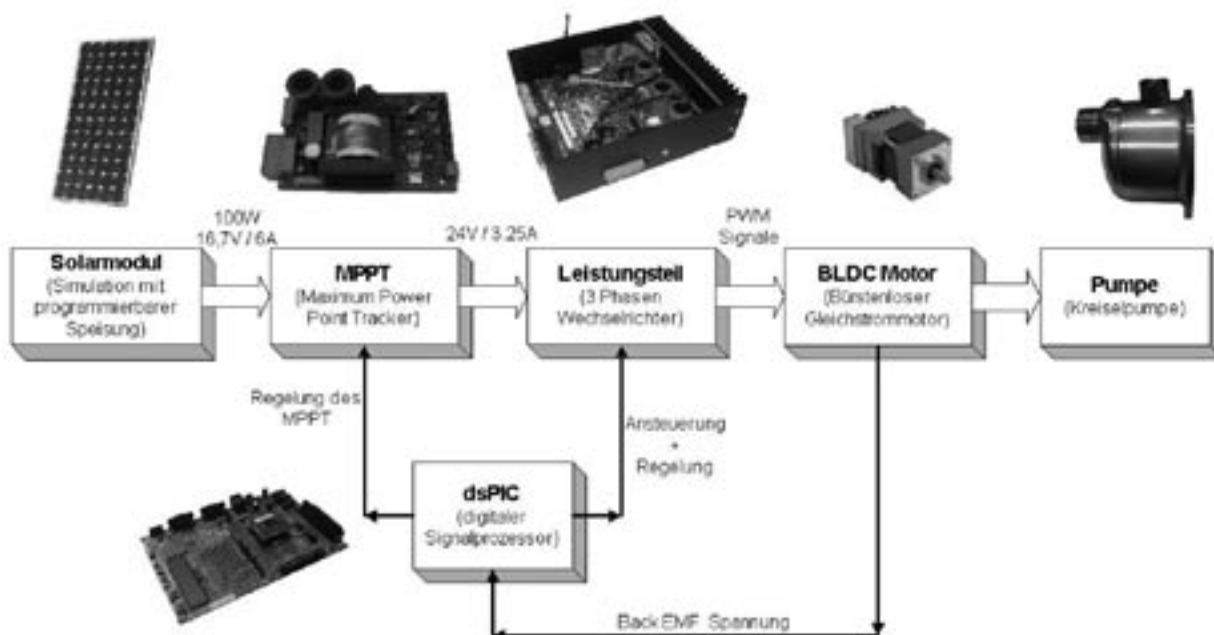 100W
16,7V / 6A
24V / 3.25A
PWM
Signale
Solarmodul
(Simulation mit
programmierbarer
Speisung)
MPPT
(Maximum Power
Point Tracker)
Leistungsteil
(3 Phasen
Wechselrichter)
BLDC Motor
(Bürstenloser
Gleichstrommotor)
Pumpe
(Kreiselpumpe)
Regelung des
MPPT
Ansteuerung
+
Regelung
dsPIC
(digitaler
Signalprozessor)
Back EMF Spannung